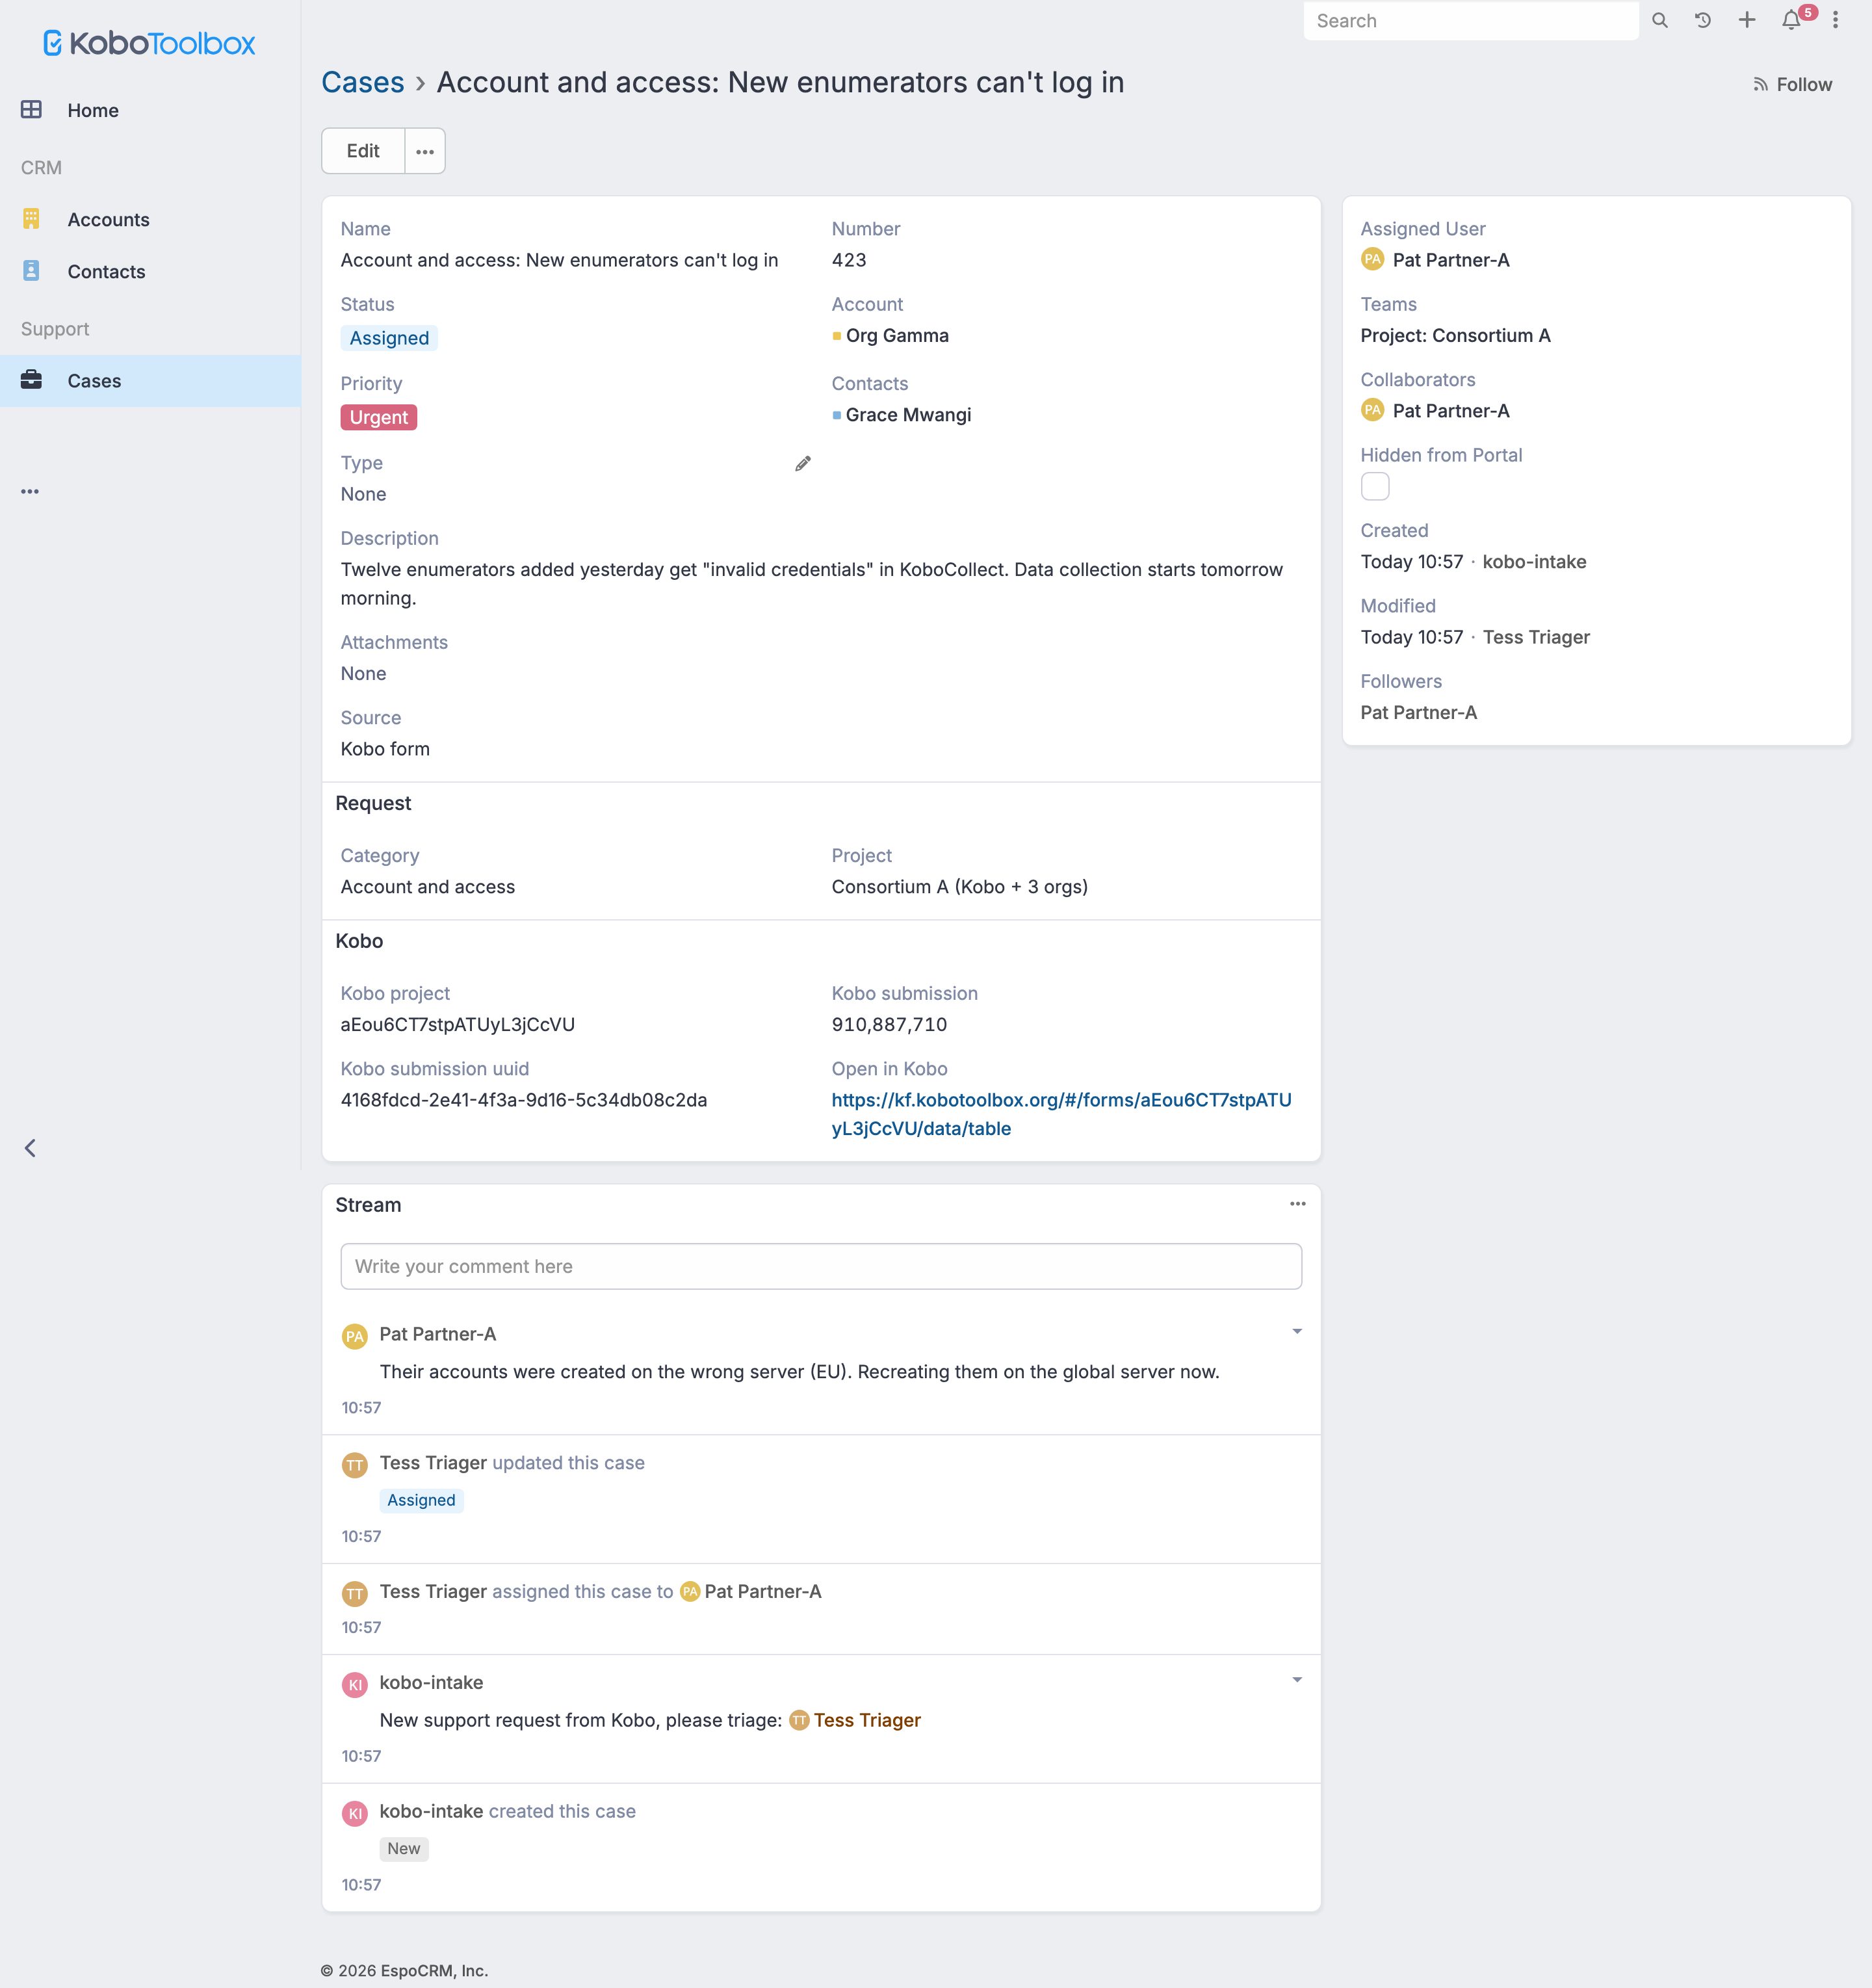 KoboToolbox
Search
5
Home
CRM
Accounts
Contacts
Support
Cases
Cases › Account and access: New enumerators can't log in
Follow
Edit
Name
Account and access: New enumerators can't log in
Number
423
Status
Assigned
Account
Org Gamma
Priority
Urgent
Contacts
Grace Mwangi
Type
None
Description
Twelve enumerators added yesterday get "invalid credentials" in KoboCollect. Data collection starts tomorrow
morning.
Attachments
None
Source
Kobo form
Request
Category
Account and access
Project
Consortium A (Kobo + 3 orgs)
Kobo
Kobo project
aEou6CT7stpATUyL3jCcVU
Kobo submission
910,887,710
Kobo submission uuid
4168fdcd-2e41-4f3a-9d16-5c34db08c2da
Open in Kobo
https://kf.kobotoolbox.org/#/forms/aEou6CT7stpATU
yL3jCcVU/data/table
Assigned User
PA Pat Partner-A
Teams
Project: Consortium A
Collaborators
PA Pat Partner-A
Hidden from Portal
Created
Today 10:57 · kobo-intake
Modified
Today 10:57 · Tess Triager
Followers
Pat Partner-A
Stream
Write your comment here
PA Pat Partner-A
Their accounts were created on the wrong server (EU). Recreating them on the global server now.
10:57
TT Tess Triager updated this case
Assigned
10:57
TT Tess Triager assigned this case to PA Pat Partner-A
10:57
KI kobo-intake
New support request from Kobo, please triage: TT Tess Triager
10:57
KI kobo-intake created this case
New
10:57
© 2026 EspoCRM, Inc.